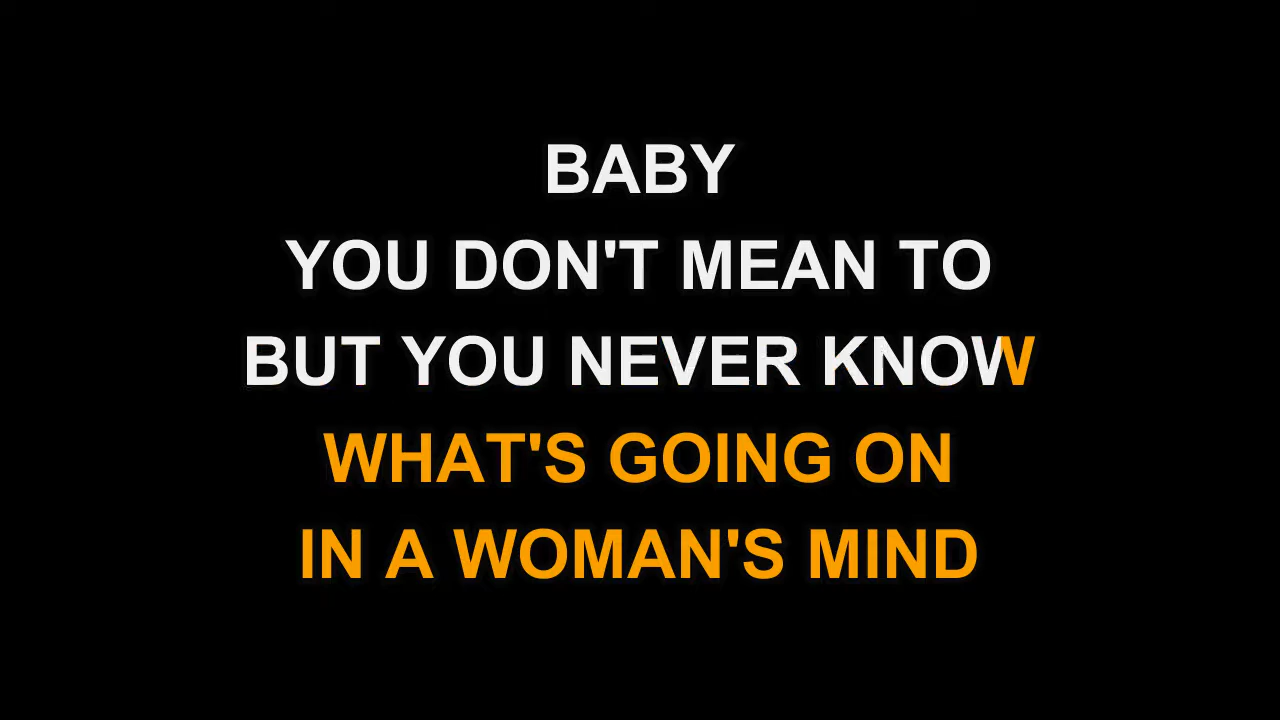 BABY
YOU DON'T MEAN TO
BUT YOU NEVER KNOW
WHAT'S GOING ON
IN A WOMAN'S MIND